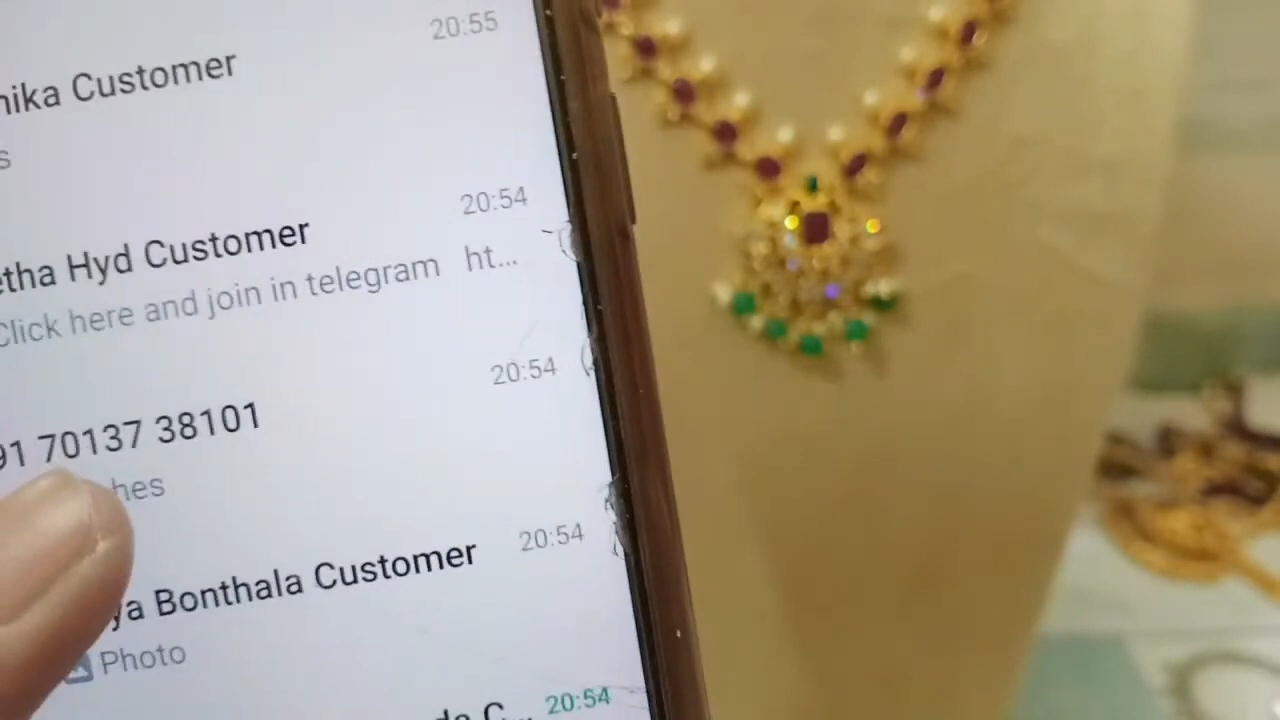 20:55
nika Customer
s
20:54
etha Hyd Customer
Click here and join in telegram ht...
20:54
91 70137 38101
hes
20:54
ya Bonthala Customer
Photo
20:54
de C...